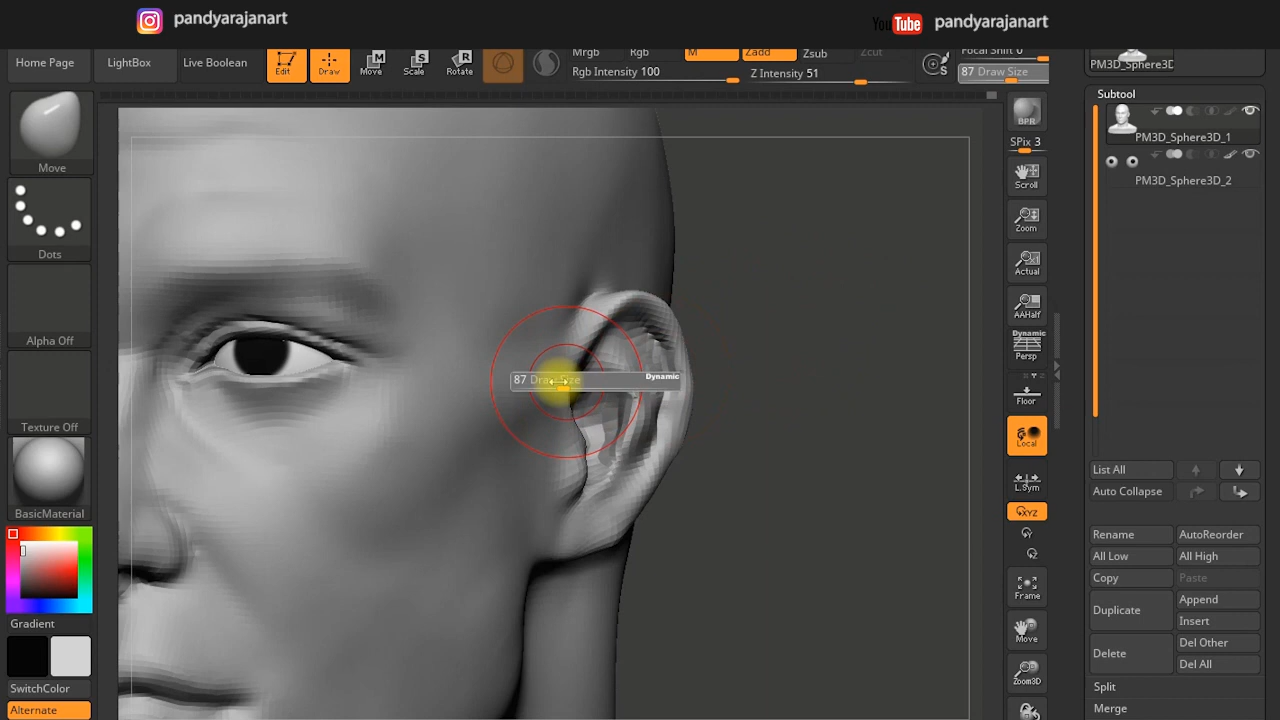 pandyarajanart
YouTube pandyarajanart
Home Page LightBox Live Boolean Edit Draw Move Scale Rotate
Mrgb Rgb M Zadd Zsub Zcut
Rgb Intensity 100 Z Intensity 51
S Focal Shift 0
87 Draw Size
PM3D_Sphere3D
Move
Dots
Alpha Off
Texture Off
BasicMaterial
Gradient
SwitchColor
Alternate
87 Draw Size Dynamic
BPR
SPix 3
Scroll
Zoom
Actual
AAHalf
Dynamic
Persp
Floor
Local
L.Sym
XYZ
Frame
Move
Zoom3D
Subtool
PM3D_Sphere3D_1
PM3D_Sphere3D_2
List All
Auto Collapse
Rename AutoReorder
All Low All High
Copy Paste
Duplicate Append
Insert
Delete Del Other
Del All
Split
Merge